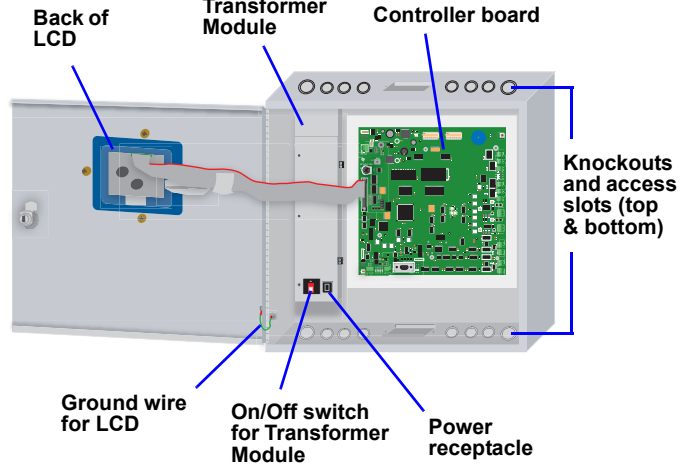 Back of
LCD
Transformer
Module
Controller board
Knockouts
and access
slots (top
& bottom)
Ground wire
for LCD
On/Off switch
for Transformer
Module
Power
receptacle